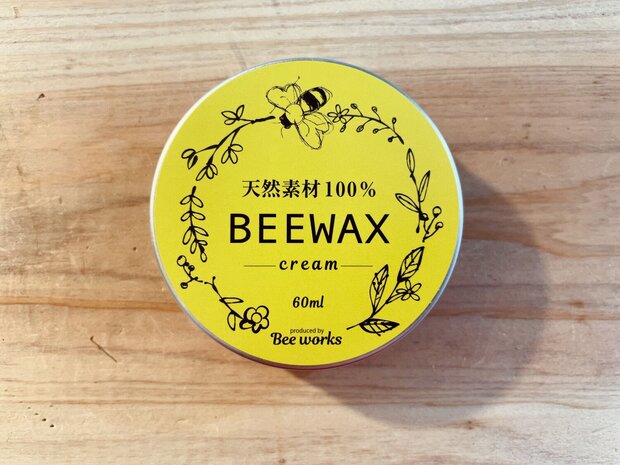 天然素材100%
BEEWAX
cream
60ml
produced by
Bee works